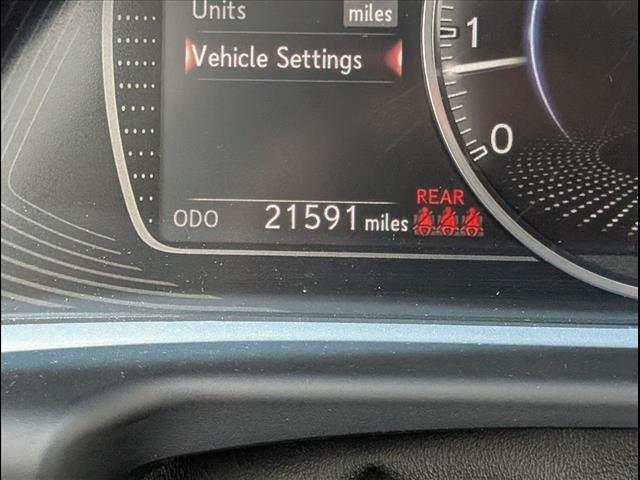 Units miles
Vehicle Settings
1
0
REAR
ODO 21591 miles